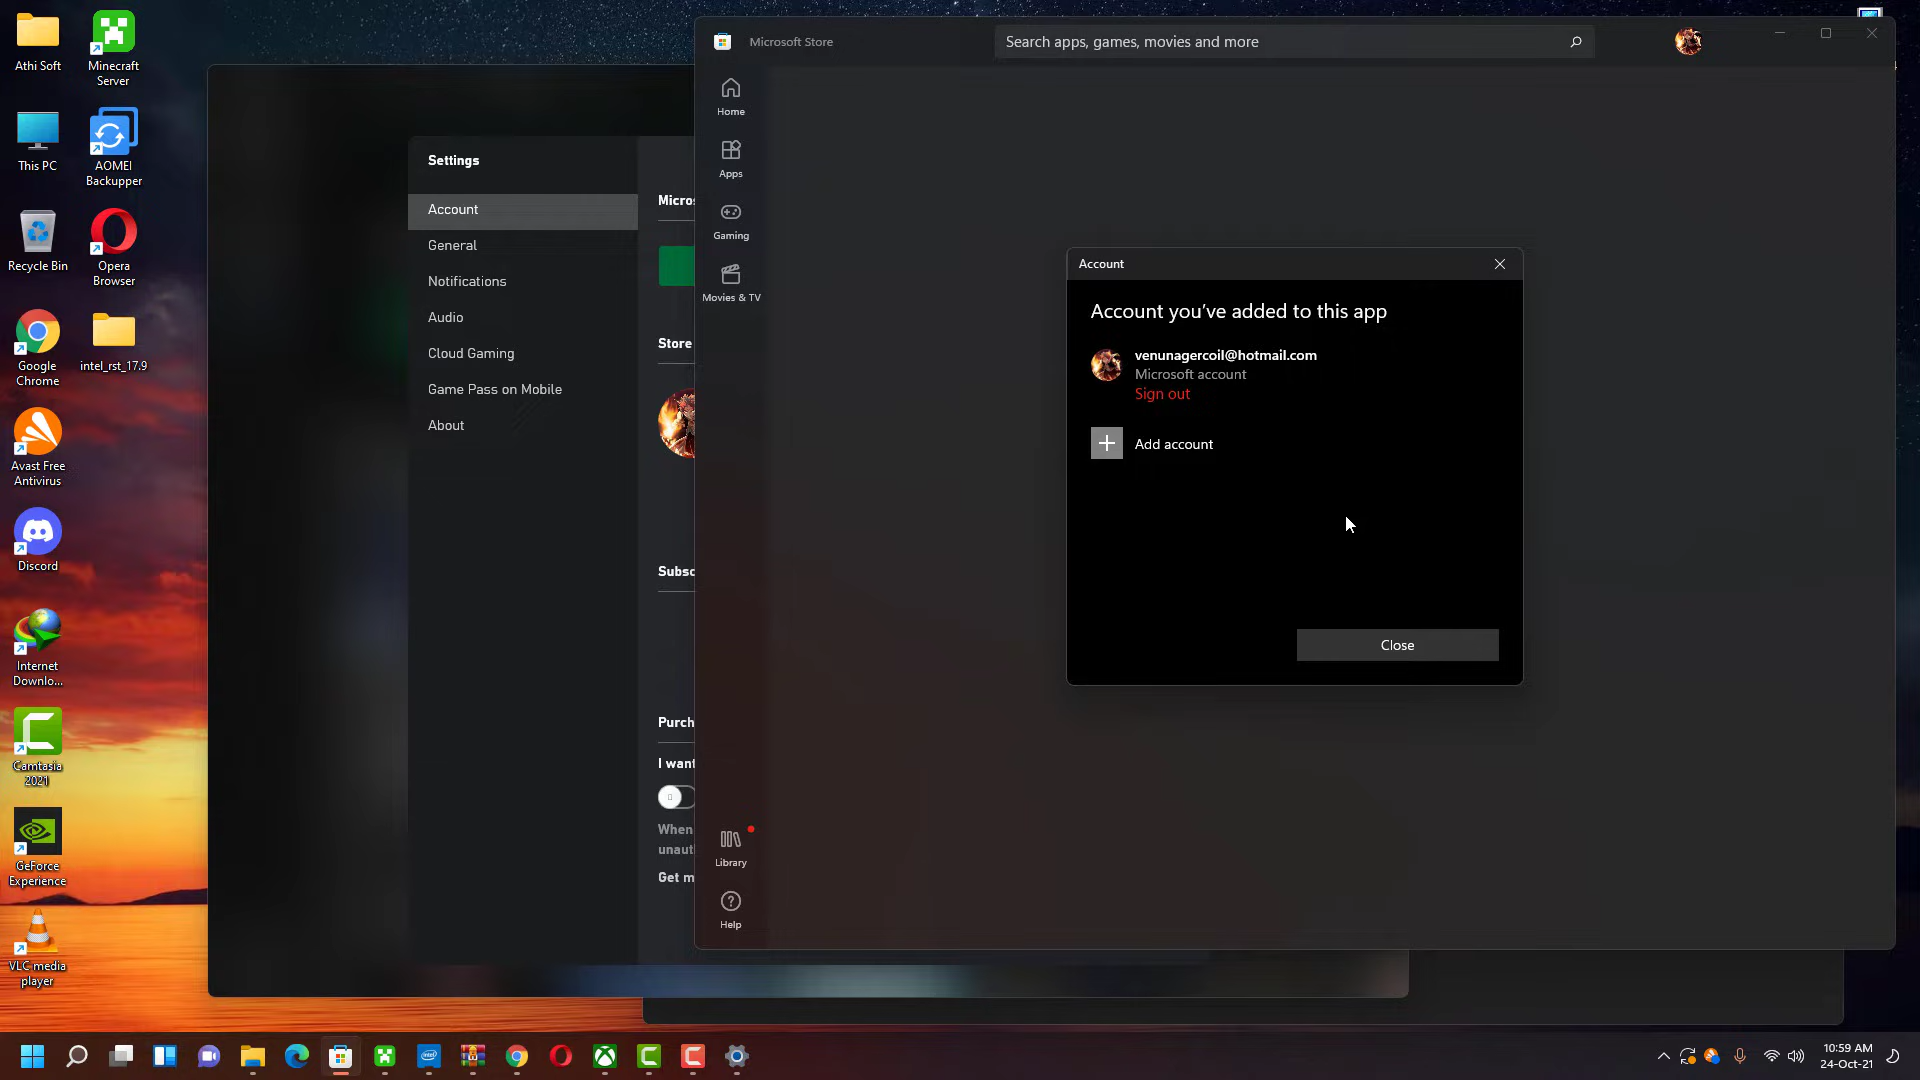 Athi Soft
Minecraft
Server
This PC
AOMEI
Backupper
Recycle Bin
Opera
Browser
Google
Chrome
intel_rst_17.9
Avast Free
Antivirus
Discord
Internet
Downlo...
Camtasia
2021
GeForce
Experience
VLC media
player
Settings
Account
General
Notifications
Audio
Cloud Gaming
Game Pass on Mobile
About
Micros
Store
Subsc
Purch
I want
When
unaut
Get m
Microsoft Store
Search apps, games, movies and more
Home
Apps
Gaming
Movies & TV
Library
Help
Account
Account you've added to this app
venunagercoil@hotmail.com
Microsoft account
Sign out
Add account
Close
intel
10:59 AM
24-Oct-21